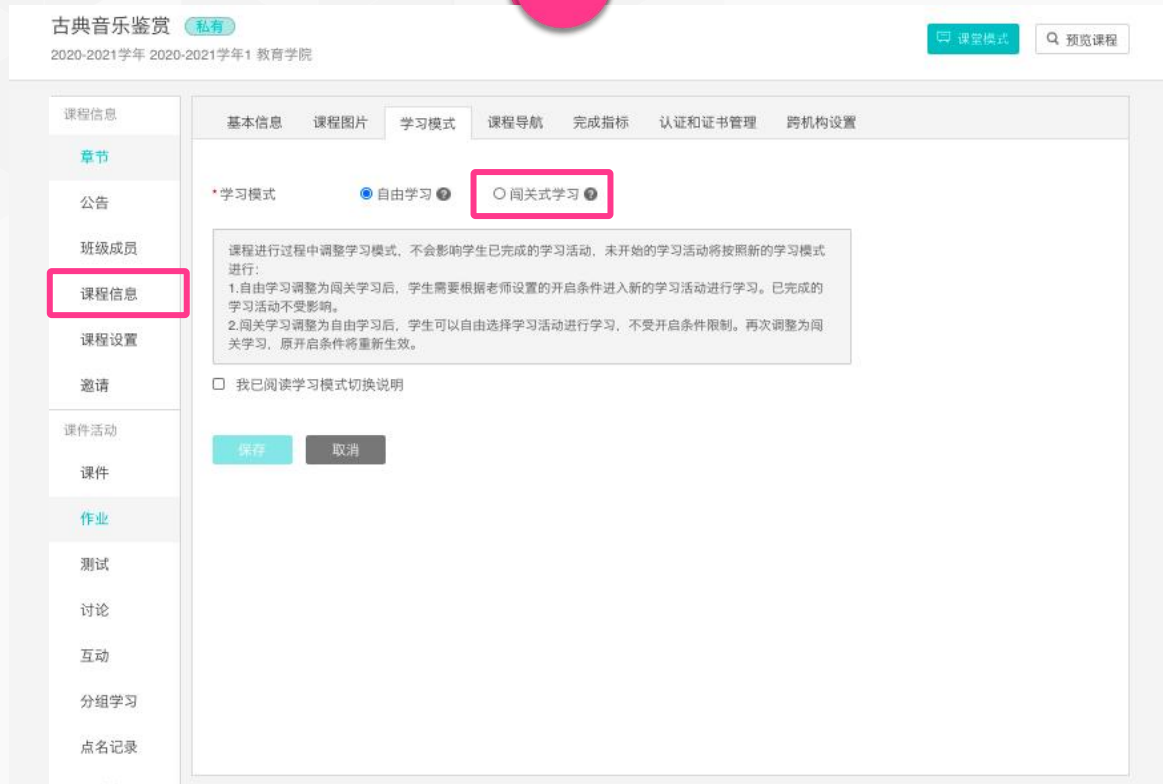 古典音乐鉴赏 私有
2020-2021学年 2020-2021学年1 教育学院
课堂模式
预览课程
课程信息
章节
公告
班级成员
课程信息
课程设置
邀请
课件活动
课件
作业
测试
讨论
互动
分组学习
点名记录
基本信息 课程图片 学习模式 课程导航 完成指标 认证和证书管理 跨机构设置
*学习模式 自由学习 ? 闯关式学习 ?
课程进行过程中调整学习模式，不会影响学生已完成的学习活动，未开始的学习活动将按照新的学习模式
进行：
1.自由学习调整为闯关学习后，学生需要根据老师设置的开启条件进入新的学习活动进行学习。已完成的
学习活动不受影响。
2.闯关学习调整为自由学习后，学生可以自由选择学习活动进行学习，不受开启条件限制。再次调整为闯
关学习，原开启条件将重新生效。
我已阅读学习模式切换说明
保存 取消